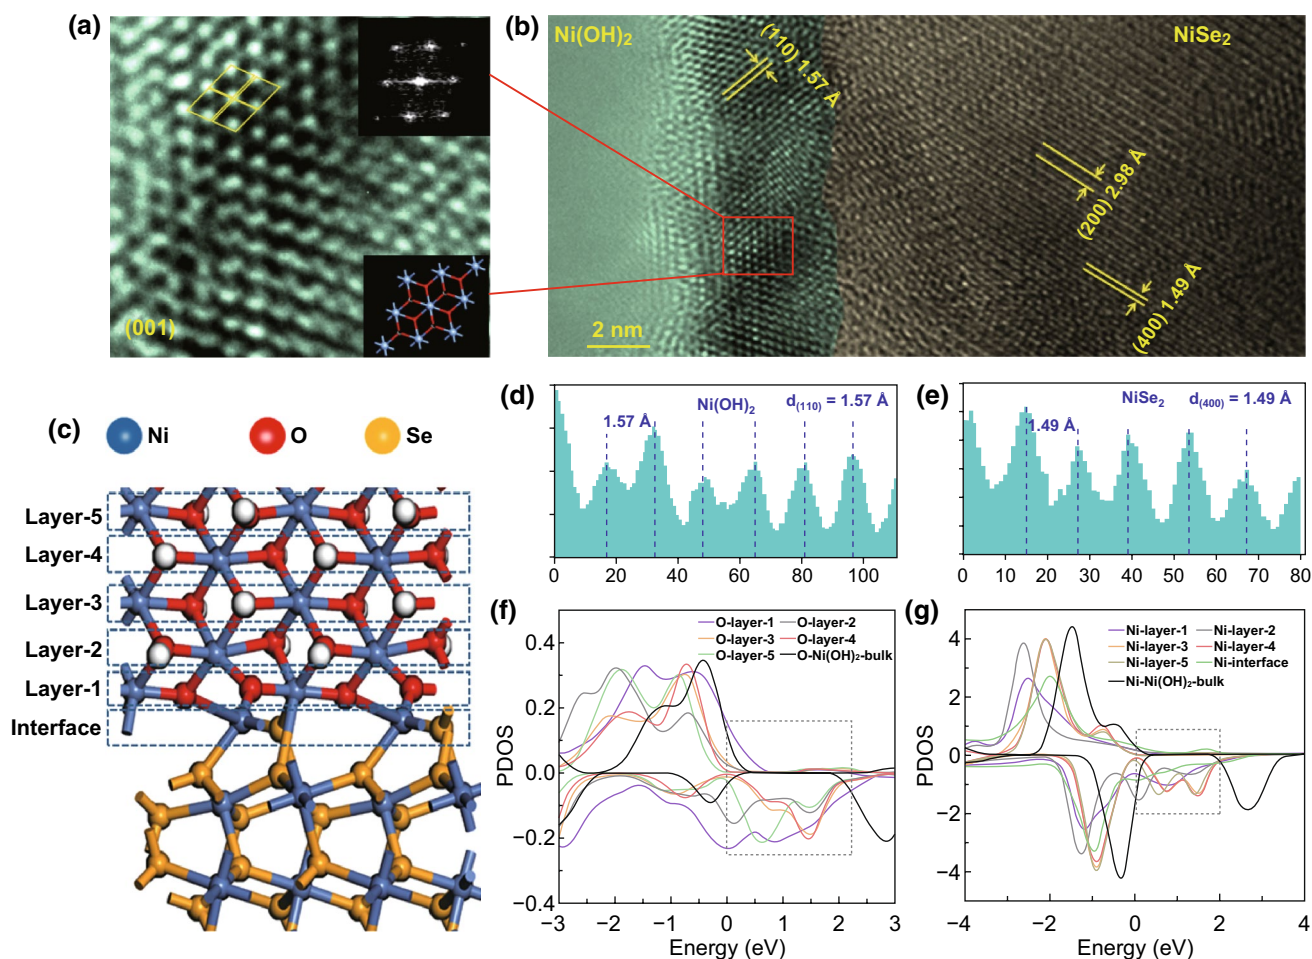 (a)
(001)
(b)
Ni(OH)2
NiSe2
(110) 1.57 Å
(200) 2.98 Å
(400) 1.49 Å
2 nm
(c)
Ni
O
Se
Layer-5
Layer-4
Layer-3
Layer-2
Layer-1
Interface
(d)
1.57 Å
Ni(OH)2
d(110) = 1.57 Å
0 20 40 60 80 100
(e)
1.49 Å
NiSe2
d(400) = 1.49 Å
0 10 20 30 40 50 60 70 80
(f)
O-layer-1
O-layer-2
O-layer-3
O-layer-4
O-layer-5
O-Ni(OH)2-bulk
PDOS
0.4
0.2
0.0
−0.2
−0.4
−3 −2 −1 0 1 2 3
Energy (eV)
(g)
Ni-layer-1
Ni-layer-2
Ni-layer-3
Ni-layer-4
Ni-layer-5
Ni-interface
Ni-Ni(OH)2-bulk
PDOS
4
2
0
−2
−4
−4 −2 0 2 4
Energy (eV)